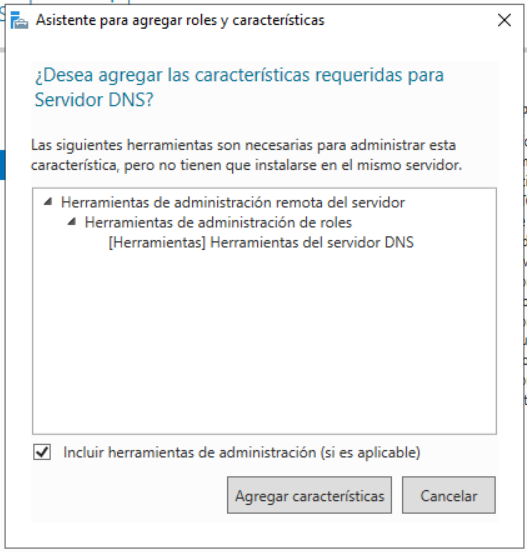 Asistente para agregar roles y características
¿Desea agregar las características requeridas para
Servidor DNS?
Las siguientes herramientas son necesarias para administrar esta
característica, pero no tienen que instalarse en el mismo servidor.
Herramientas de administración remota del servidor
Herramientas de administración de roles
[Herramientas] Herramientas del servidor DNS
Incluir herramientas de administración (si es aplicable)
Agregar características
Cancelar